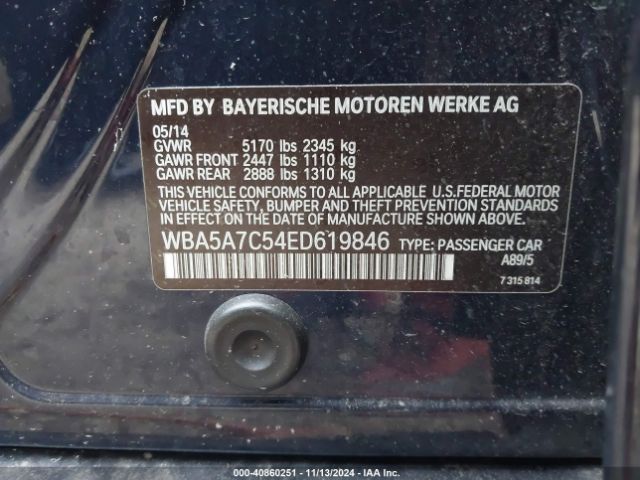 MFD BY BAYERISCHE MOTOREN WERKE AG
05/14
GVWR 5170 lbs 2345 kg
GAWR FRONT 2447 lbs 1110 kg
GAWR REAR 2888 lbs 1310 kg
THIS VEHICLE CONFORMS TO ALL APPLICABLE U.S.FEDERAL MOTOR
VEHICLE SAFETY, BUMPER AND THEFT PREVENTION STANDARDS
IN EFFECT ON THE DATE OF MANUFACTURE SHOWN ABOVE.
WBA5A7C54ED619846 TYPE: PASSENGER CAR
A89/5
7 315 814
000-40860251 - 11/13/2024 - IAA Inc.